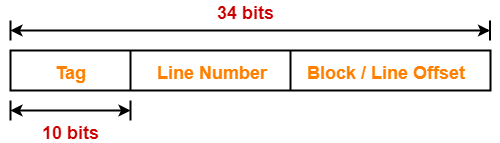 34 bits
Tag
Line Number
Block / Line Offset
10 bits